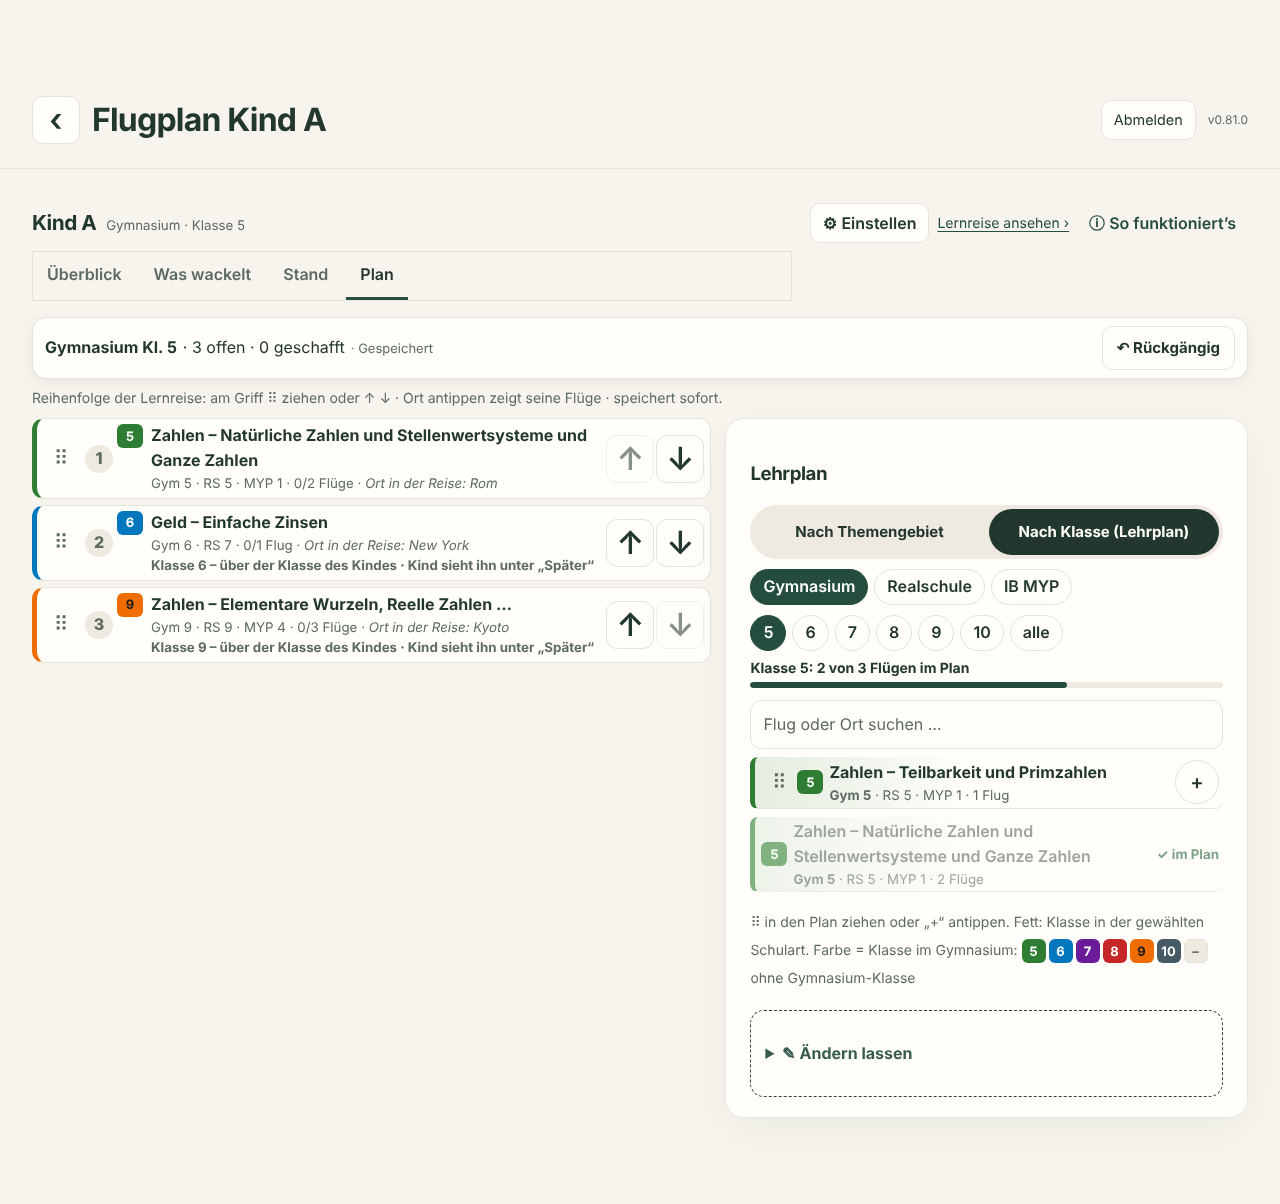 ‹ Flugplan Kind A
Abmelden v0.81.0
Kind A Gymnasium · Klasse 5
⚙ Einstellen Lernreise ansehen › ⓘ So funktioniert’s
Überblick Was wackelt Stand Plan
Gymnasium Kl. 5 · 3 offen · 0 geschafft · Gespeichert
↶ Rückgängig
Reihenfolge der Lernreise: am Griff ⠿ ziehen oder ↑ ↓ · Ort antippen zeigt seine Flüge · speichert sofort.
⠿ 1 5 Zahlen – Natürliche Zahlen und Stellenwertsysteme und
Ganze Zahlen
Gym 5 · RS 5 · MYP 1 · 0/2 Flüge · Ort in der Reise: Rom
↑ ↓
⠿ 2 6 Geld – Einfache Zinsen
Gym 6 · RS 7 · 0/1 Flug · Ort in der Reise: New York
Klasse 6 – über der Klasse des Kindes · Kind sieht ihn unter „Später“
↑ ↓
⠿ 3 9 Zahlen – Elementare Wurzeln, Reelle Zahlen …
Gym 9 · RS 9 · MYP 4 · 0/3 Flüge · Ort in der Reise: Kyoto
Klasse 9 – über der Klasse des Kindes · Kind sieht ihn unter „Später“
↑ ↓
Lehrplan
Nach Themengebiet Nach Klasse (Lehrplan)
Gymnasium Realschule IB MYP
5 6 7 8 9 10 alle
Klasse 5: 2 von 3 Flügen im Plan
Flug oder Ort suchen …
⠿ 5 Zahlen – Teilbarkeit und Primzahlen
Gym 5 · RS 5 · MYP 1 · 1 Flug
+
5 Zahlen – Natürliche Zahlen und
Stellenwertsysteme und Ganze Zahlen
Gym 5 · RS 5 · MYP 1 · 2 Flüge
✓ im Plan
⠿ in den Plan ziehen oder „+“ antippen. Fett: Klasse in der gewählten
Schulart. Farbe = Klasse im Gymnasium: 5 6 7 8 9 10 –
ohne Gymnasium-Klasse
▶ ✎ Ändern lassen